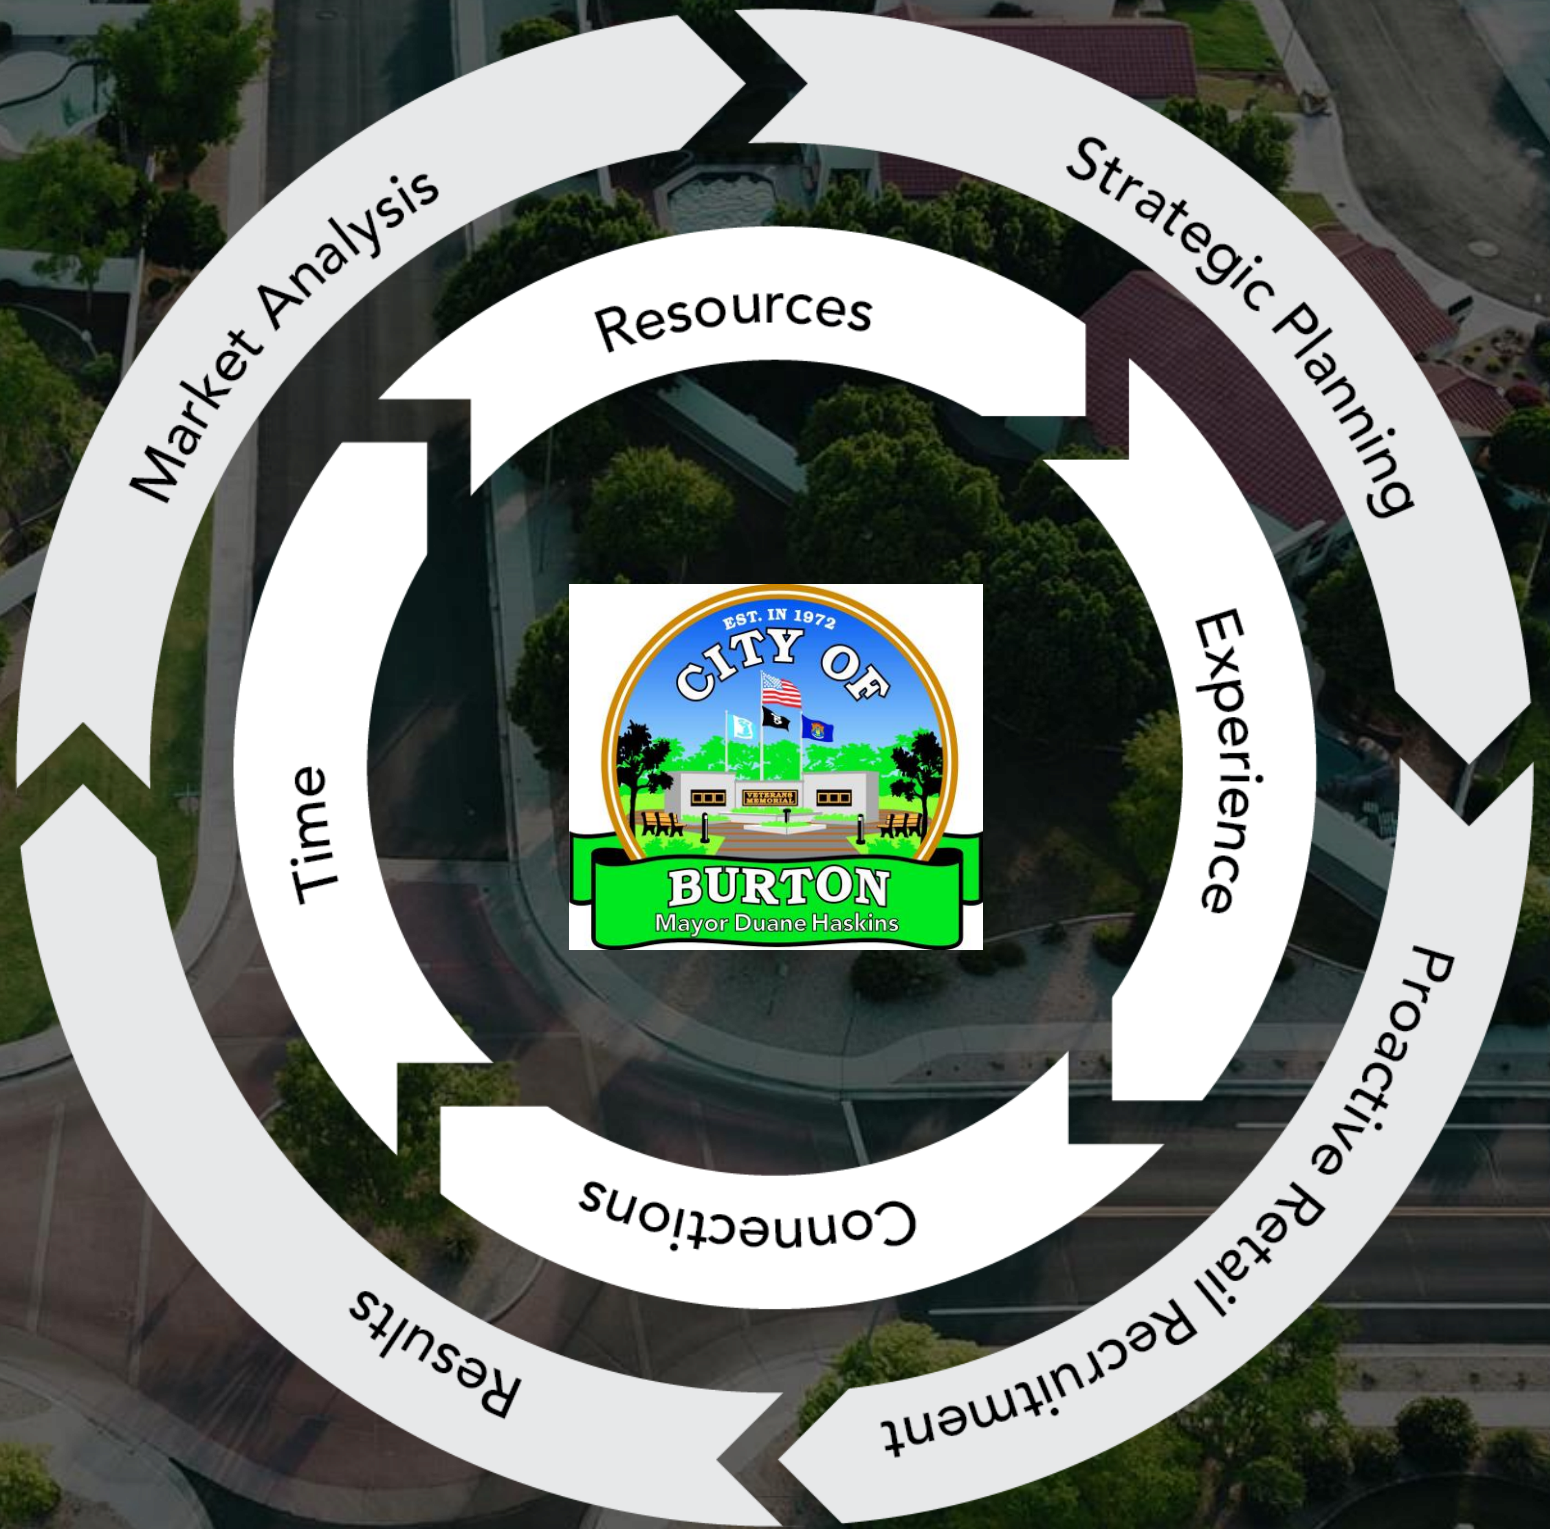 Market Analysis
Strategic Planning
Proactive Retail Recruitment
Results
Resources
Experience
Connections
Time
EST. IN 1972
CITY OF
VETERANS
MEMORIAL
BURTON
Mayor Duane Haskins